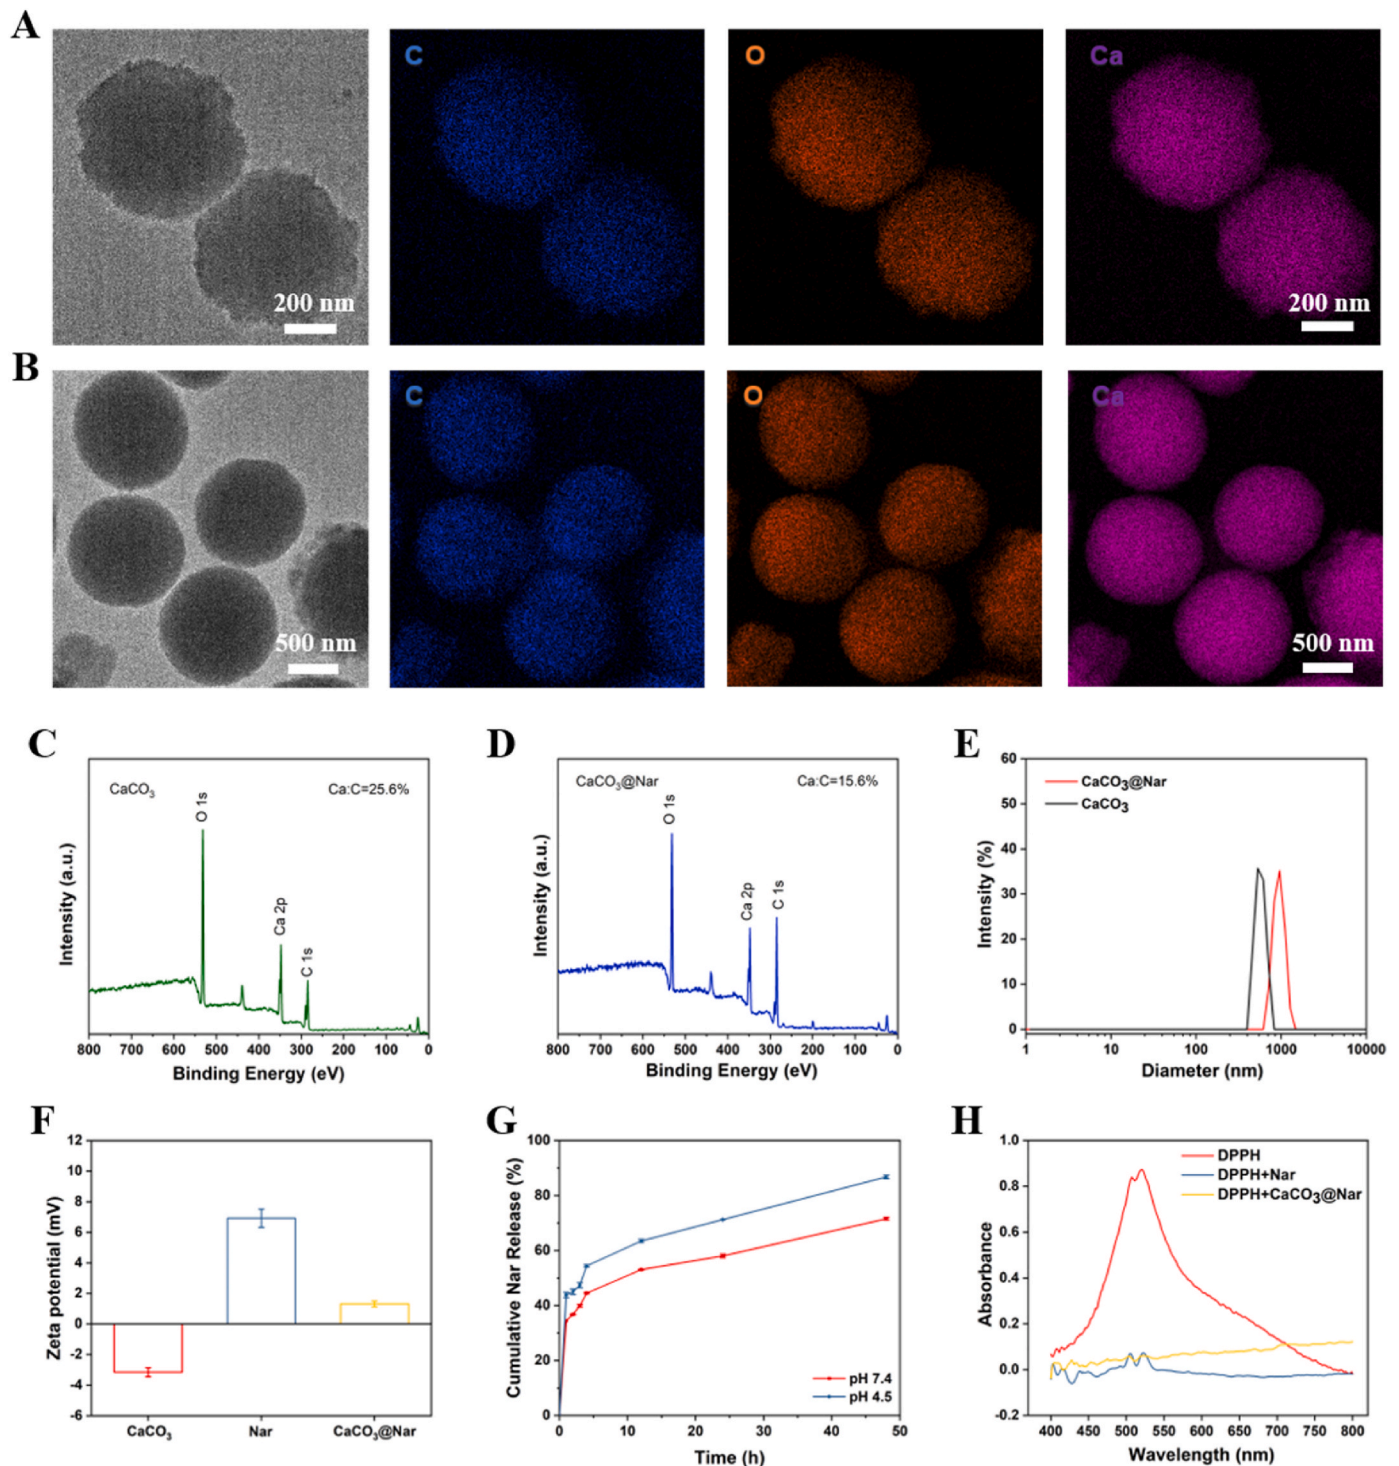 A
C
O
Ca
200 nm
200 nm
B
C
O
Ca
500 nm
500 nm
C
CaCO3
Ca:C=25.6%
O 1s
Ca 2p
C 1s
Intensity (a.u.)
800 700 600 500 400 300 200 100 0
Binding Energy (eV)
D
CaCO3@Nar
Ca:C=15.6%
O 1s
Ca 2p
C 1s
Intensity (a.u.)
800 700 600 500 400 300 200 100 0
Binding Energy (eV)
E
60
50
40
30
20
10
0
Intensity (%)
CaCO3@Nar
CaCO3
1 10 100 1000 10000
Diameter (nm)
F
12
10
8
6
4
2
0
-2
-4
-6
Zeta potential (mV)
CaCO3 Nar CaCO3@Nar
G
100
80
60
40
20
0
Cumulative Nar Release (%)
pH 7.4
pH 4.5
0 10 20 30 40 50
Time (h)
H
1.0
0.8
0.6
0.4
0.2
0.0
-0.2
Absorbance
DPPH
DPPH+Nar
DPPH+CaCO3@Nar
400 450 500 550 600 650 700 750 800
Wavelength (nm)